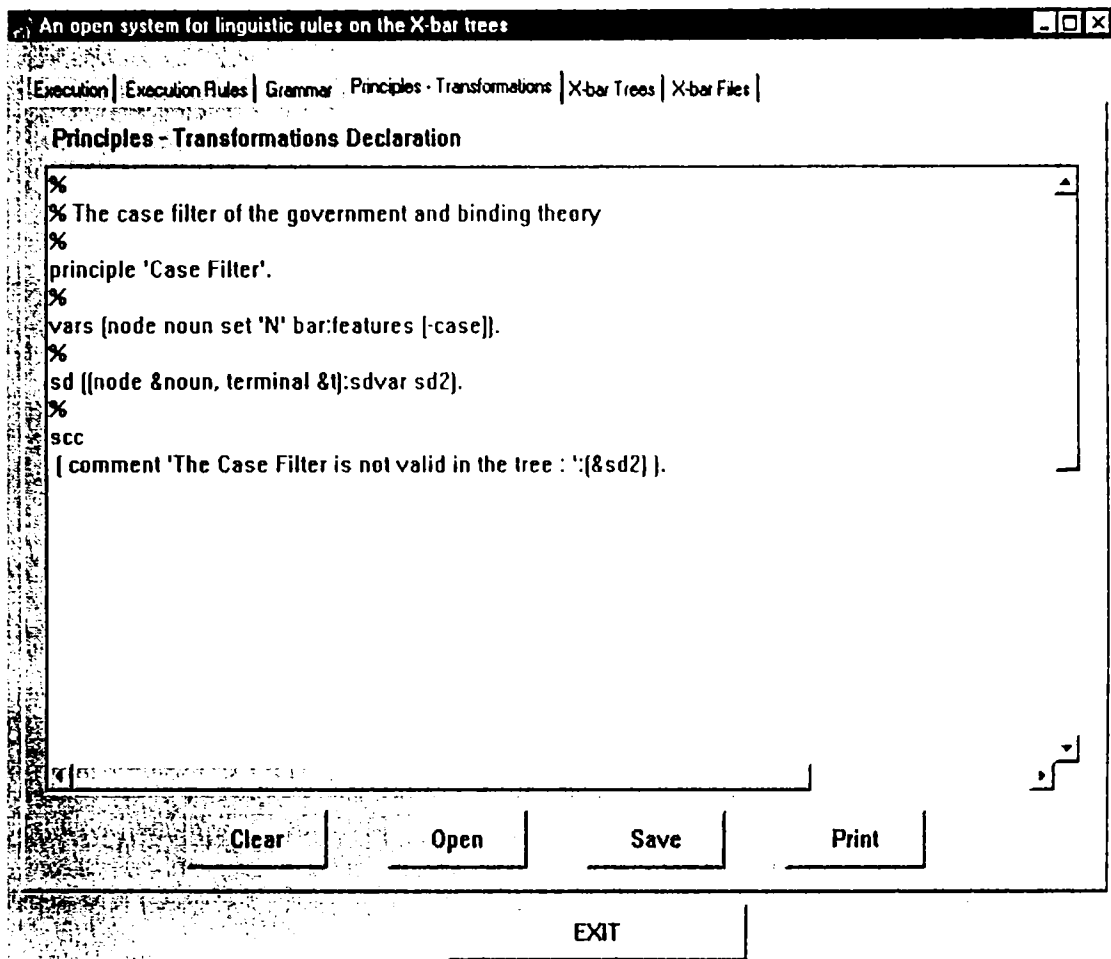 An open system for linguistic rules on the X-bar trees
Execution Execution Rules Grammar Principles - Transformations X-bar Trees X-bar Files
Principles - Transformations Declaration
%
% The case filter of the government and binding theory
%
principle 'Case Filter'.
%
vars {node noun set 'N' bar:features [-case]}.
%
sd {[node &noun, terminal &t]:sdvar sd2}.
%
scc
{ comment 'The Case Filter is not valid in the tree : ':{&sd2} }.
Clear Open Save Print
EXIT